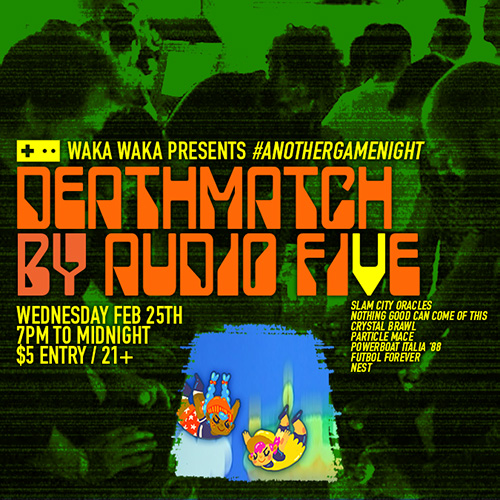 WAKA WAKA PRESENTS #ANOTHERGAMENIGHT
DEATHMATCH
BY AUDIO FIVE
WEDNESDAY FEB 25TH
7PM TO MIDNIGHT
$5 ENTRY / 21+
SLAM CITY ORACLES
NOTHING GOOD CAN COME OF THIS
CRYSTAL BRAWL
PARTICLE MACE
POWERBOAT ITALIA '88
FUTBOL FOREVER
NEST